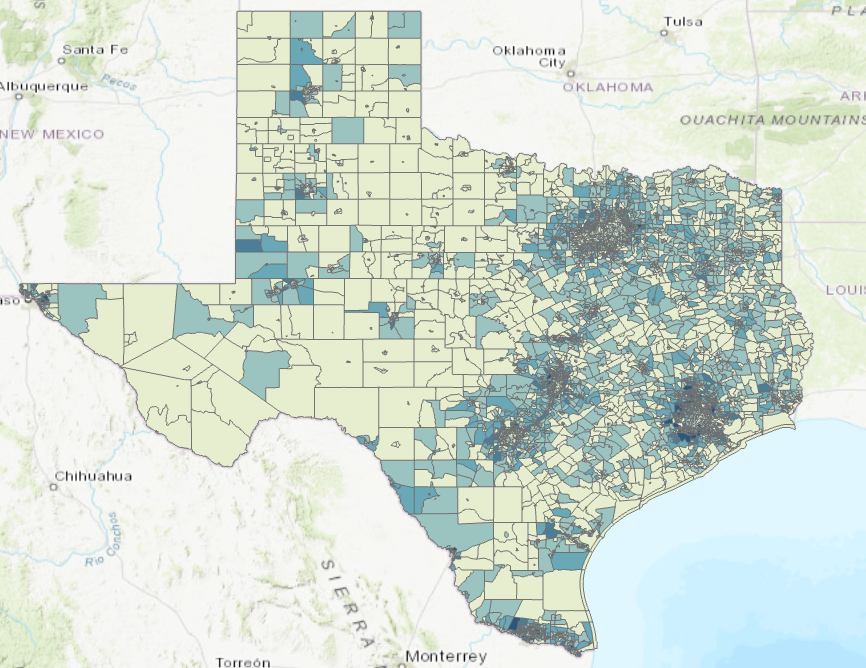 PLA
Tulsa
Santa Fe
Oklahoma
City
Pecos
Albuquerque
OKLAHOMA
ARI
OUACHITA MOUNTAINS
NEW MEXICO
LOUIS
aso
Chihuahua
Rio Conchos
SIERRA
Monterrey
Torreón